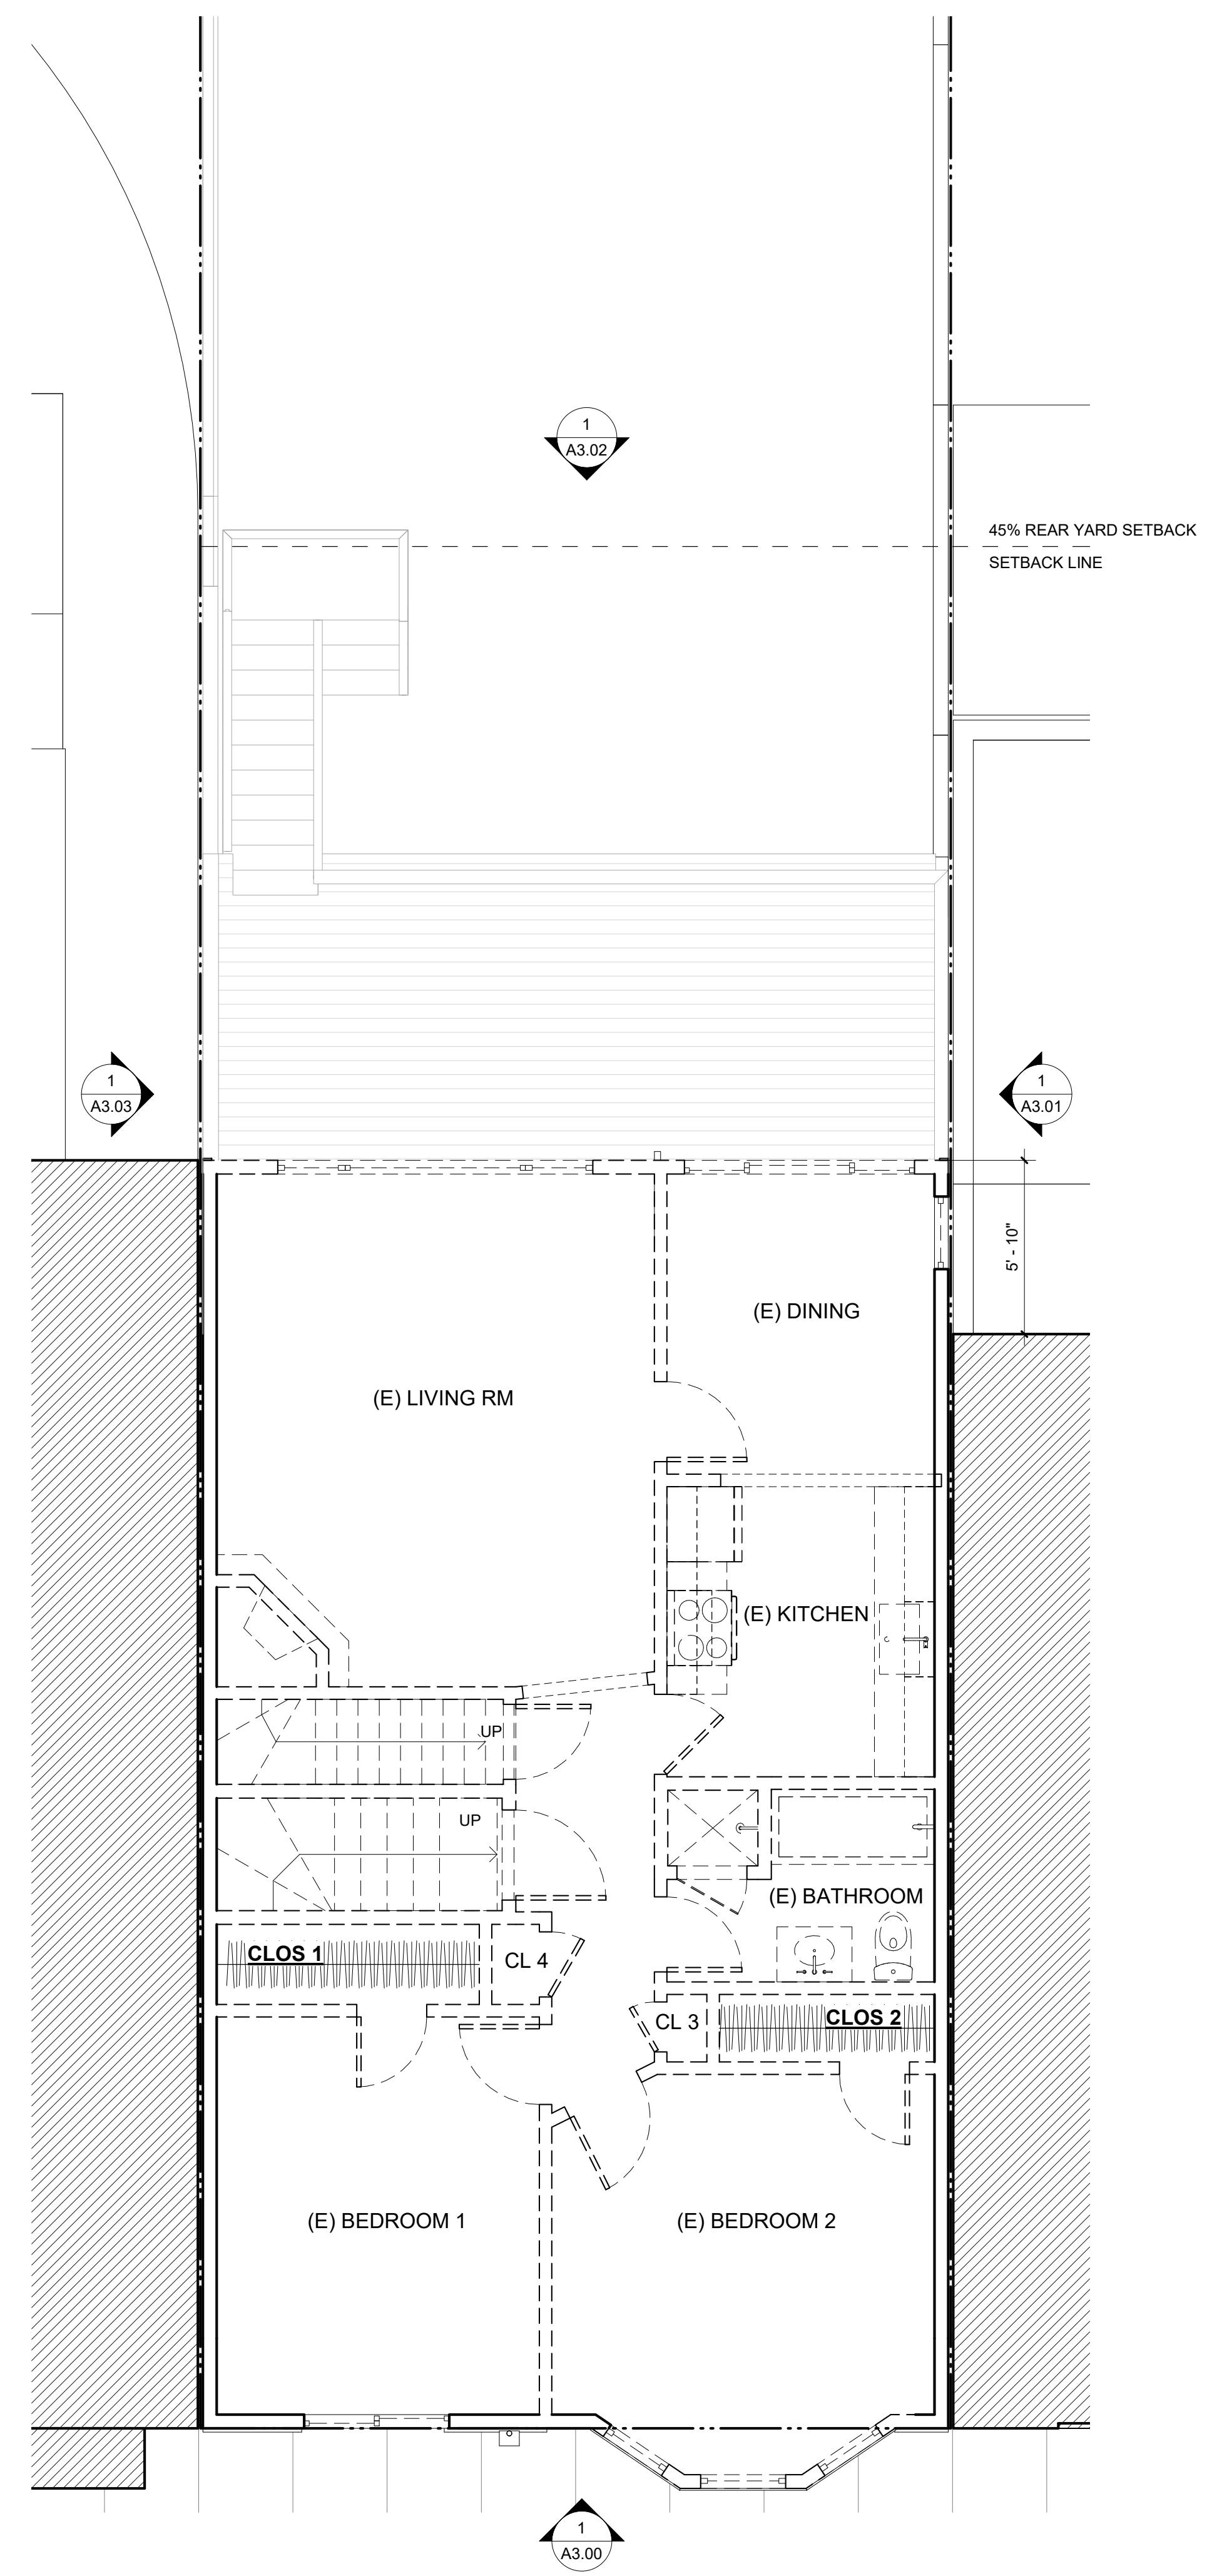 1
A3.02
45% REAR YARD SETBACK
SETBACK LINE
1
A3.03
1
A3.01
5' - 10"
(E) DINING
(E) LIVING RM
(E) KITCHEN
UP
UP
(E) BATHROOM
CLOS 1
CL 4
CL 3
CLOS 2
(E) BEDROOM 1
(E) BEDROOM 2
1
A3.00